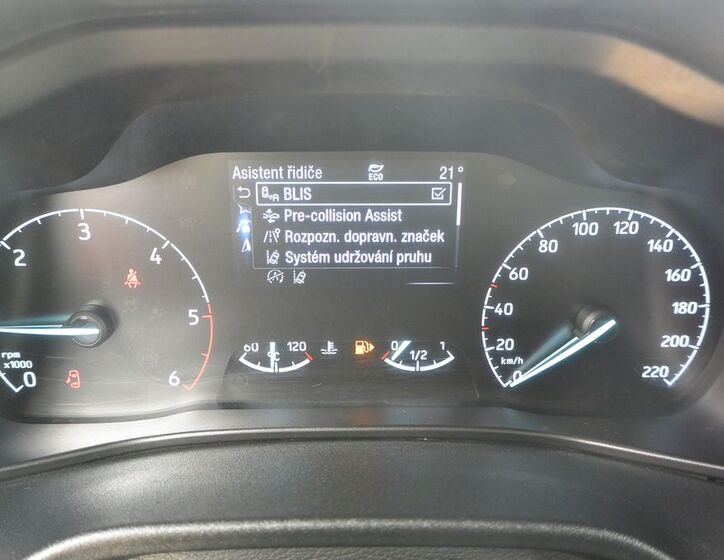 Asistent řidiče ECO 21°
BLIS
Pre-collision Assist
Rozpozn. dopravn. značek
Systém udržování pruhu
0 2 3 4 5 6
rpm
x1000
60 120
°C
0 1/2 1
0 20 40 60 80 100 120 140 160 180 200 220
km/h